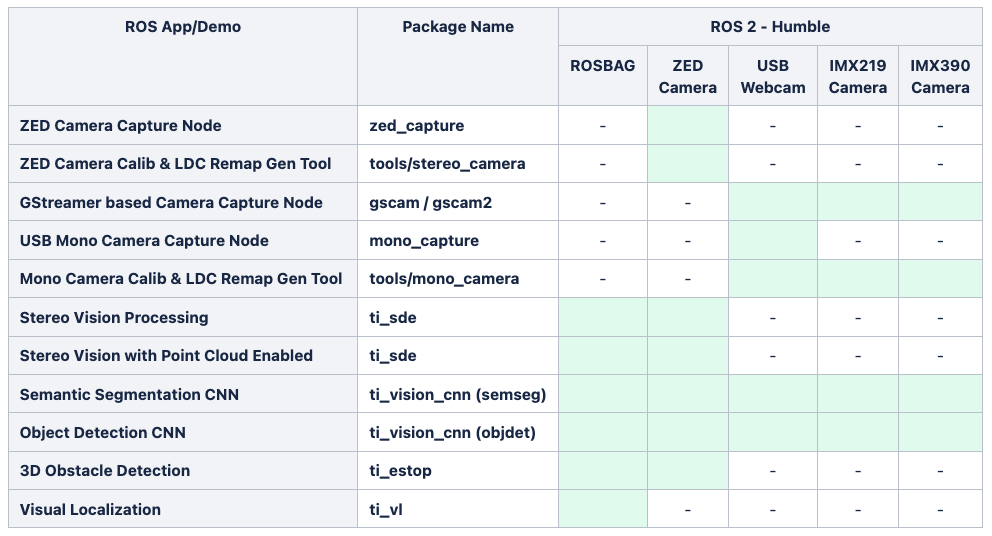 ROS App/Demo Package Name ROS 2 - Humble
ROSBAG ZED Camera USB Webcam IMX219 Camera IMX390 Camera
ZED Camera Capture Node zed_capture - - - -
ZED Camera Calib & LDC Remap Gen Tool tools/stereo_camera - - - -
GStreamer based Camera Capture Node gscam / gscam2 - -
USB Mono Camera Capture Node mono_capture - - - -
Mono Camera Calib & LDC Remap Gen Tool tools/mono_camera - -
Stereo Vision Processing ti_sde - - -
Stereo Vision with Point Cloud Enabled ti_sde - - -
Semantic Segmentation CNN ti_vision_cnn (semseg)
Object Detection CNN ti_vision_cnn (objdet)
3D Obstacle Detection ti_estop - - -
Visual Localization ti_vl - - - -